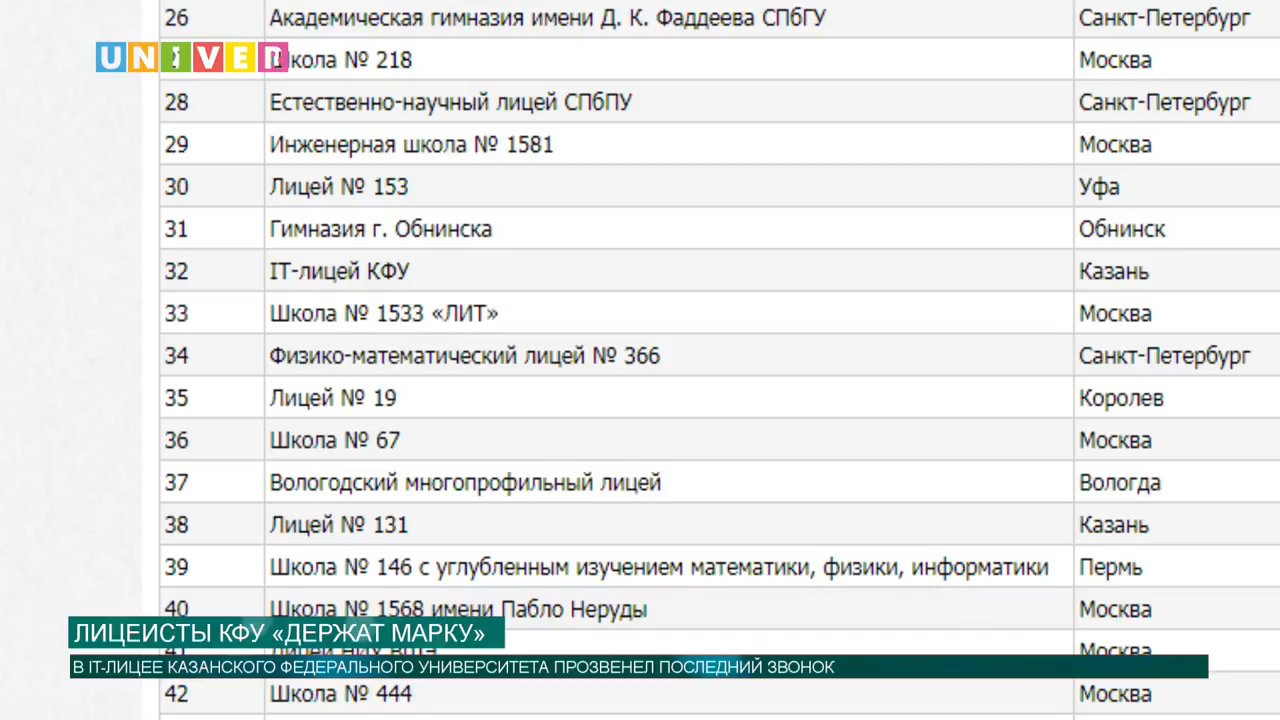 26 Академическая гимназия имени Д. К. Фаддеева СПбГУ Санкт-Петербург
UNIVER
Школа № 218 Москва
28 Естественно-научный лицей СПбПУ Санкт-Петербург
29 Инженерная школа № 1581 Москва
30 Лицей № 153 Уфа
31 Гимназия г. Обнинска Обнинск
32 IT-лицей КФУ Казань
33 Школа № 1533 «ЛИТ» Москва
34 Физико-математический лицей № 366 Санкт-Петербург
35 Лицей № 19 Королев
36 Школа № 67 Москва
37 Вологодский многопрофильный лицей Вологда
38 Лицей № 131 Казань
39 Школа № 146 с углубленным изучением математики, физики, информатики Пермь
40 Школа № 1568 имени Пабло Неруды Москва
ЛИЦЕИСТЫ КФУ «ДЕРЖАТ МАРКУ»
41 Лицей НИУ ВШЭ Москва
В IT-ЛИЦЕЕ КАЗАНСКОГО ФЕДЕРАЛЬНОГО УНИВЕРСИТЕТА ПРОЗВЕНЕЛ ПОСЛЕДНИЙ ЗВОНОК
42 Школа № 444 Москва